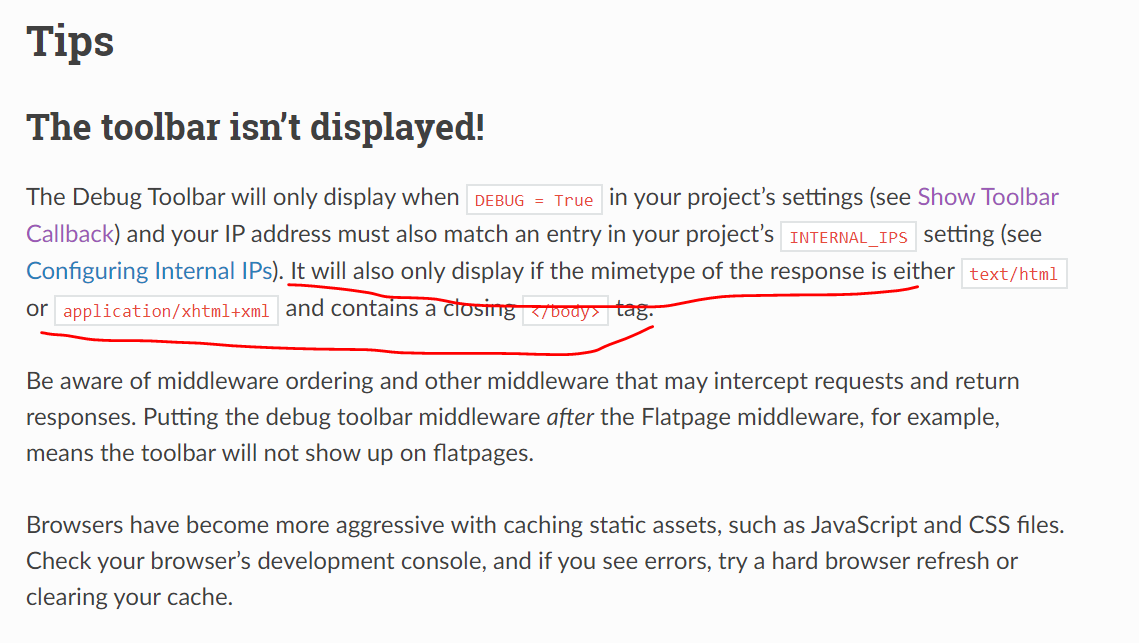 Tips
The toolbar isn’t displayed!
The Debug Toolbar will only display when DEBUG = True in your project’s settings (see Show Toolbar
Callback) and your IP address must also match an entry in your project’s INTERNAL_IPS setting (see
Configuring Internal IPs). It will also only display if the mimetype of the response is either text/html
or application/xhtml+xml and contains a closing </body> tag.
Be aware of middleware ordering and other middleware that may intercept requests and return
responses. Putting the debug toolbar middleware after the Flatpage middleware, for example,
means the toolbar will not show up on flatpages.
Browsers have become more aggressive with caching static assets, such as JavaScript and CSS files.
Check your browser’s development console, and if you see errors, try a hard browser refresh or
clearing your cache.